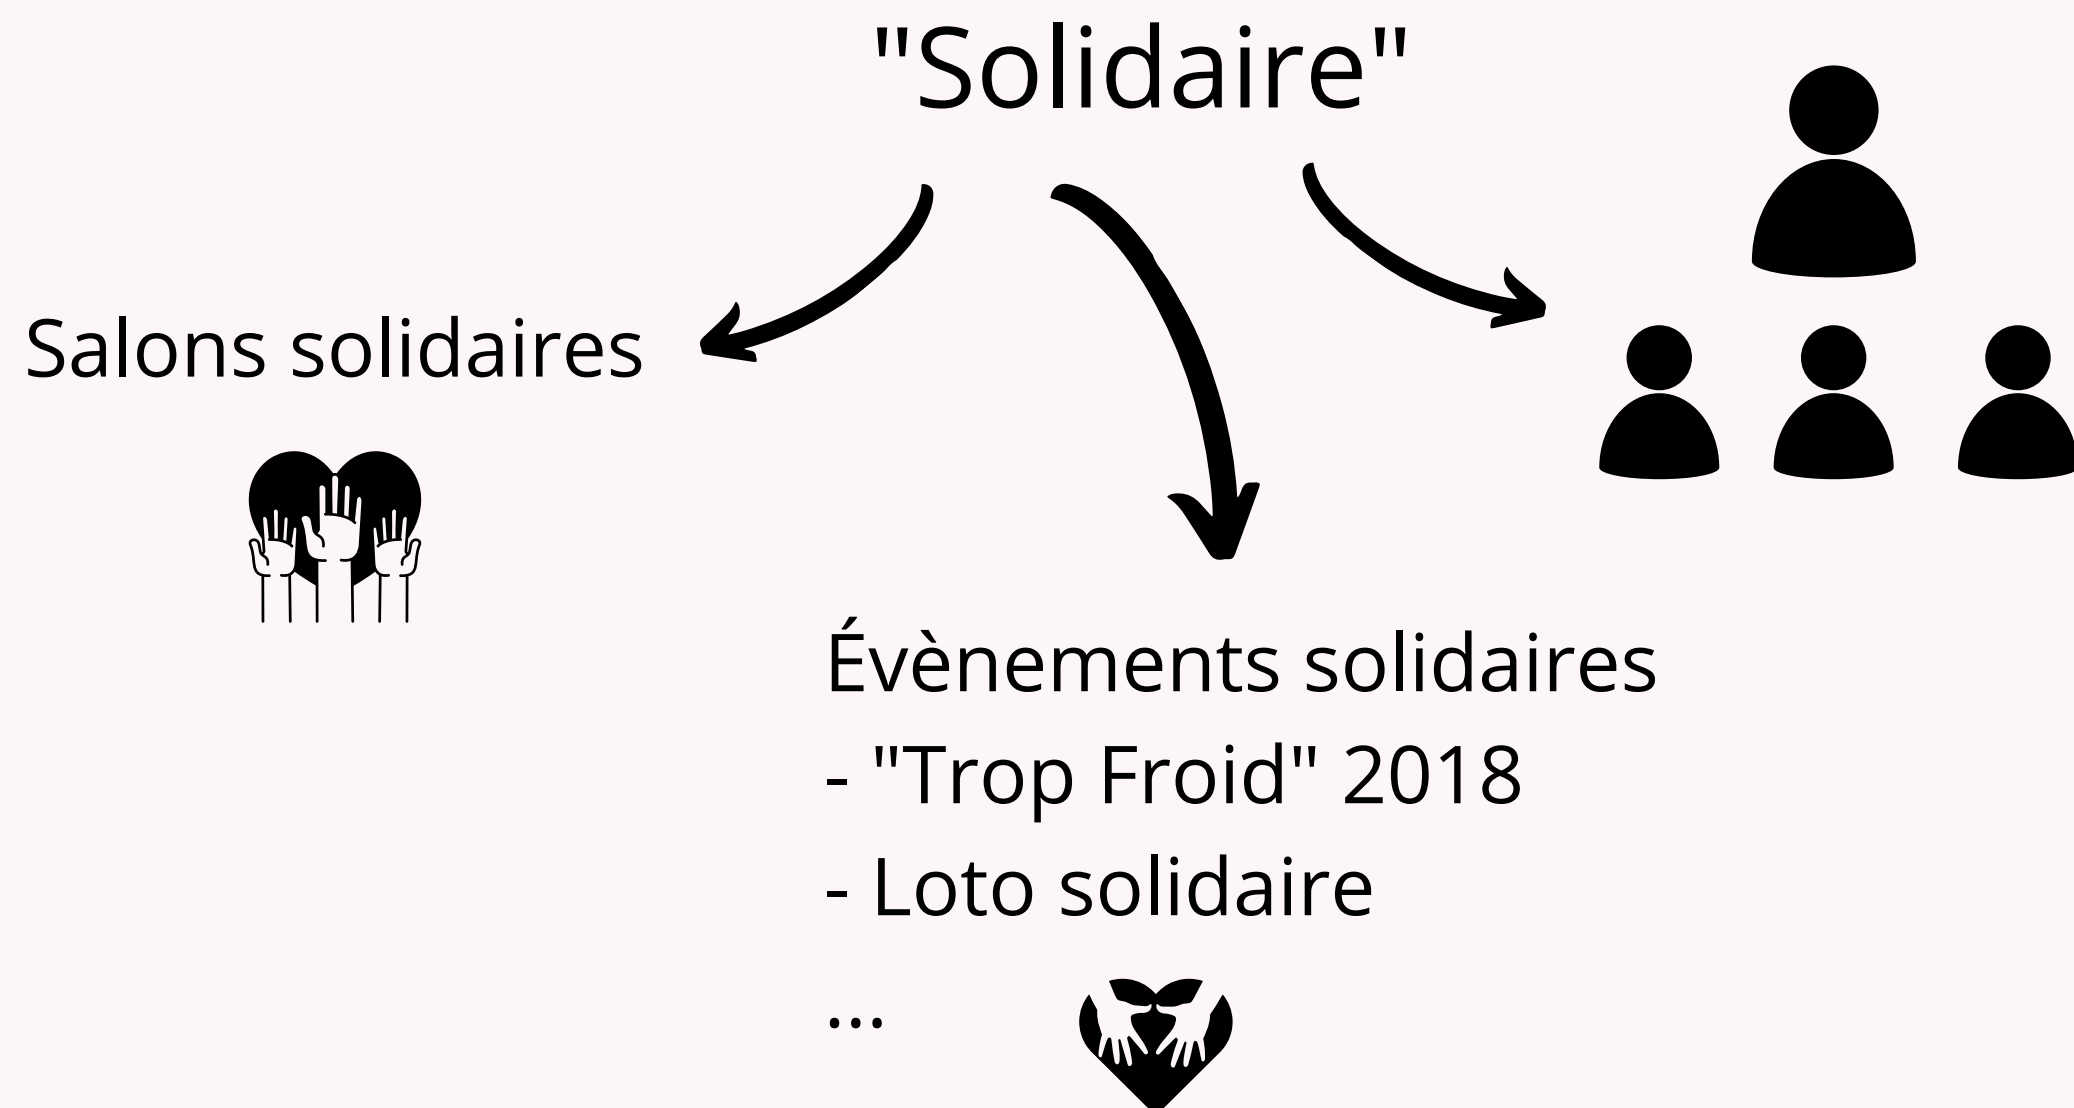 "Solidaire"
Salons solidaires
Évènements solidaires
- "Trop Froid" 2018
- Loto solidaire
...